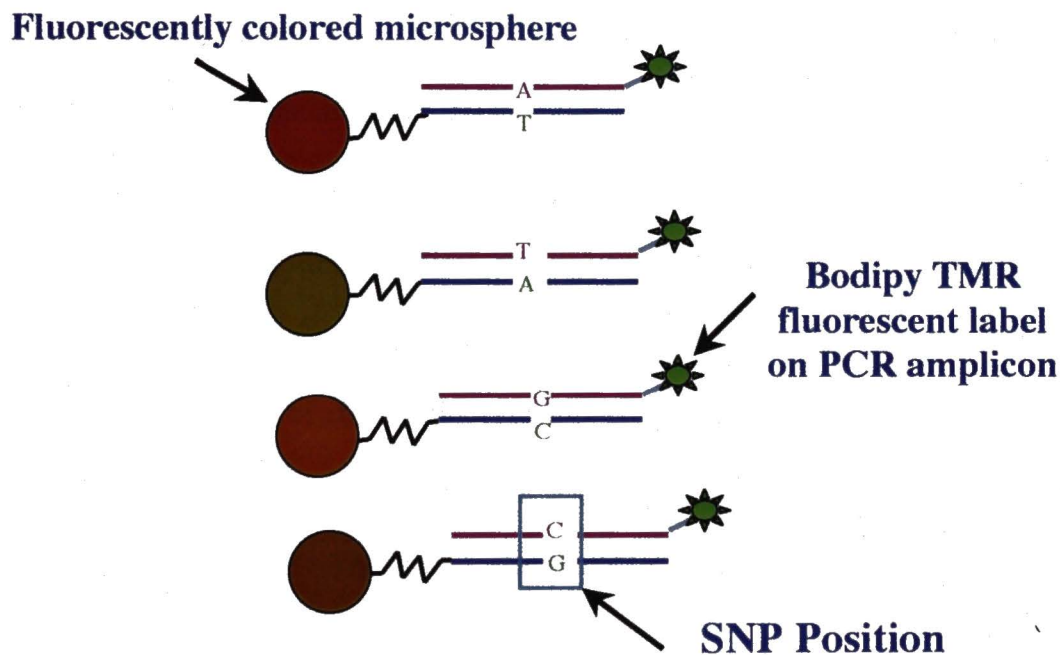 Fluorescently colored microsphere
A
T
T
A
Bodipy TMR
fluorescent label
on PCR amplicon
G
C
C
G
SNP Position